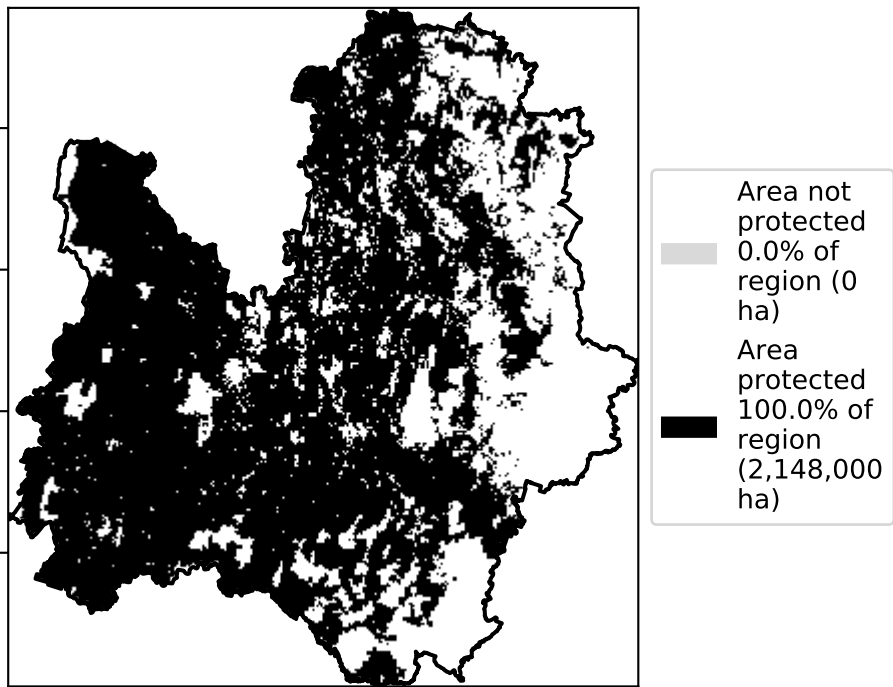 Area not
protected
0.0% of
region (0
ha)
Area
protected
100.0% of
region
(2,148,000
ha)